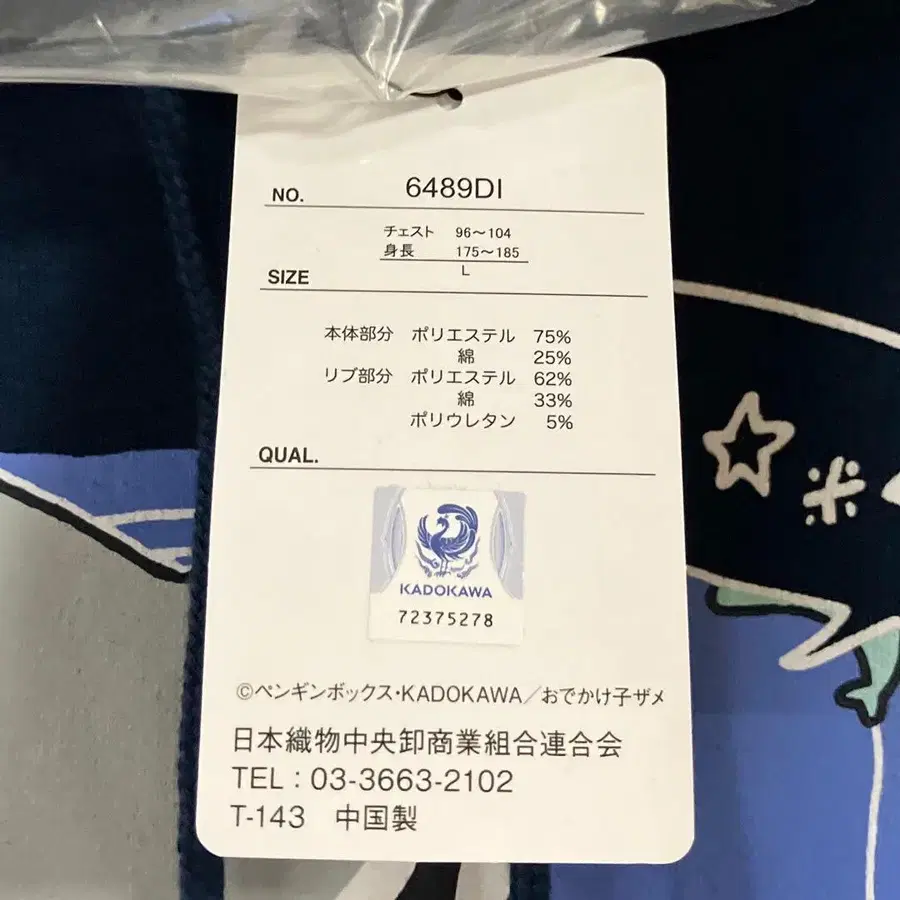 NO. 6489DI
チェスト 96〜104
身長 175〜185
L
SIZE
本体部分 ポリエステル 75%
綿 25%
リブ部分 ポリエステル 62%
綿 33%
ポリウレタン 5%
QUAL.
KADOKAWA
72375278
©ペンギンボックス・KADOKAWA/おでかけ子ザメ
日本織物中央卸商業組合連合会
TEL：03-3663-2102
T-143 中国製